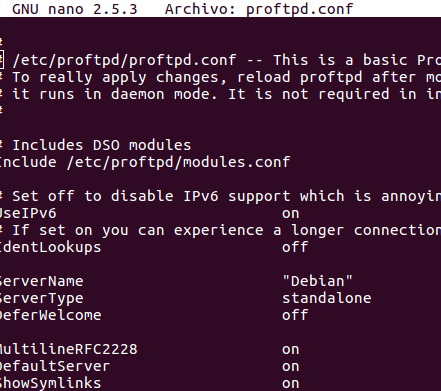 GNU nano 2.5.3 Archivo: proftpd.conf
#
# /etc/proftpd/proftpd.conf -- This is a basic Pro
# To really apply changes, reload proftpd after mo
# it runs in daemon mode. It is not required in in
#
# Includes DSO modules
Include /etc/proftpd/modules.conf
# Set off to disable IPv6 support which is annoyin
UseIPv6 on
# If set on you can experience a longer connection
IdentLookups off
ServerName "Debian"
ServerType standalone
DeferWelcome off
MultilineRFC2228 on
DefaultServer on
ShowSymlinks on